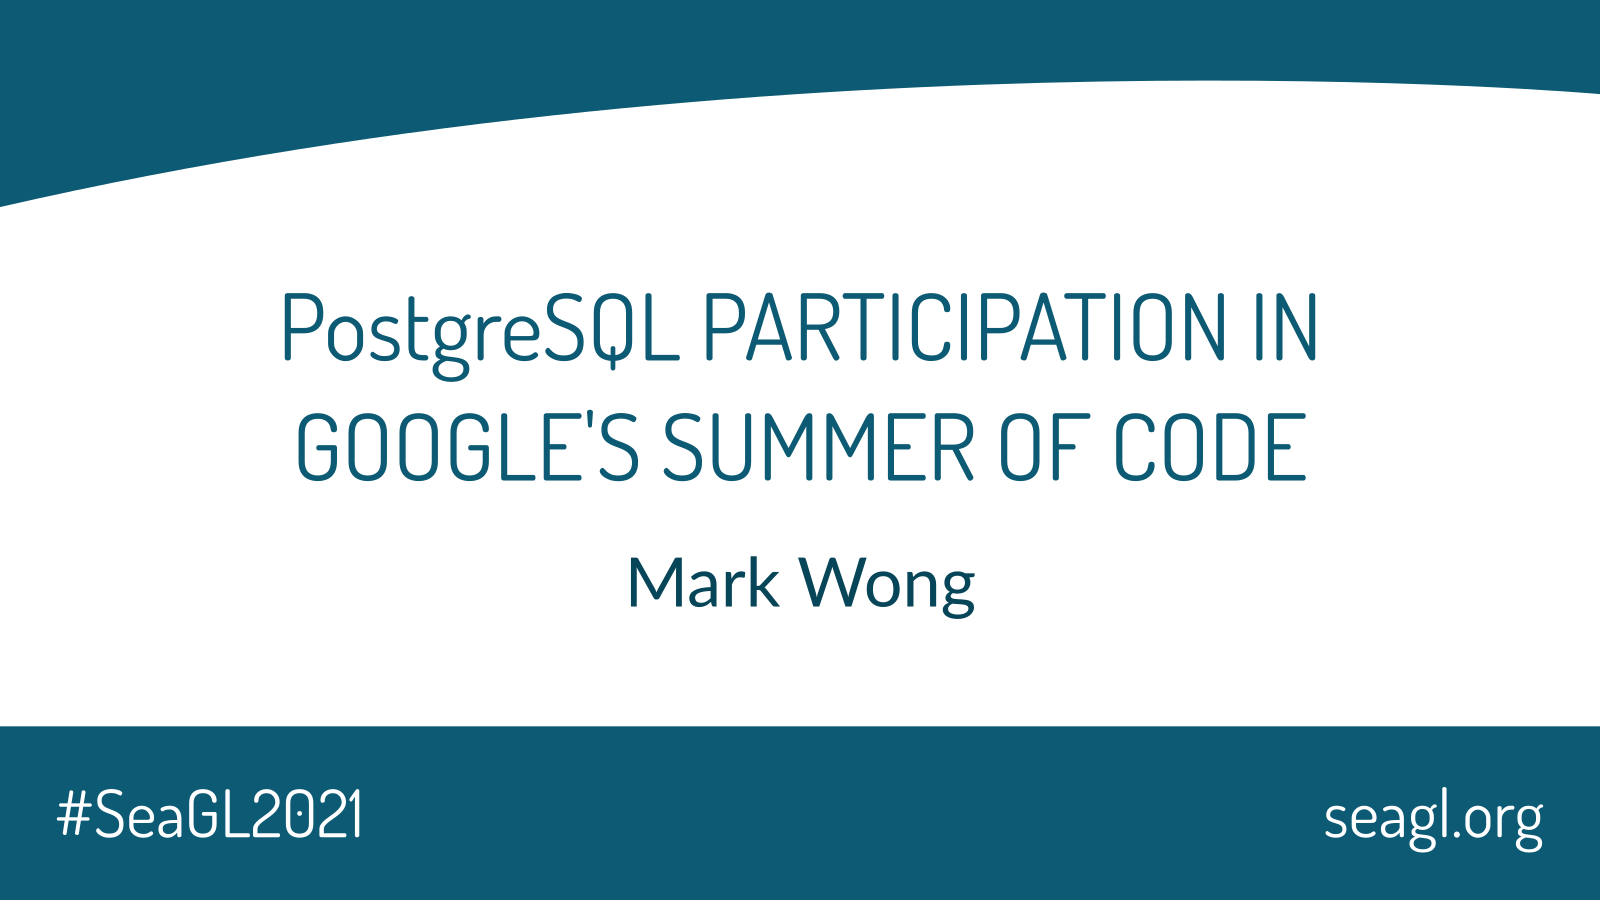 PostgreSQL PARTICIPATION IN
GOOGLE'S SUMMER OF CODE
Mark Wong
#SeaGL2021
seagl.org